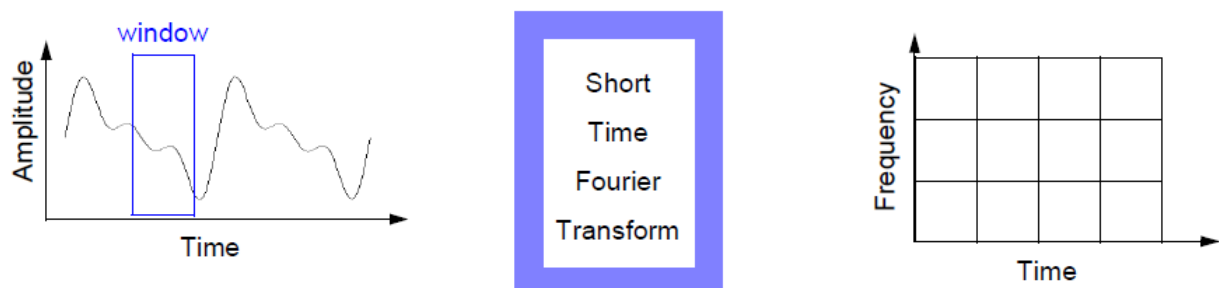 window
Amplitude
Time
Short
Time
Fourier
Transform
Frequency
Time